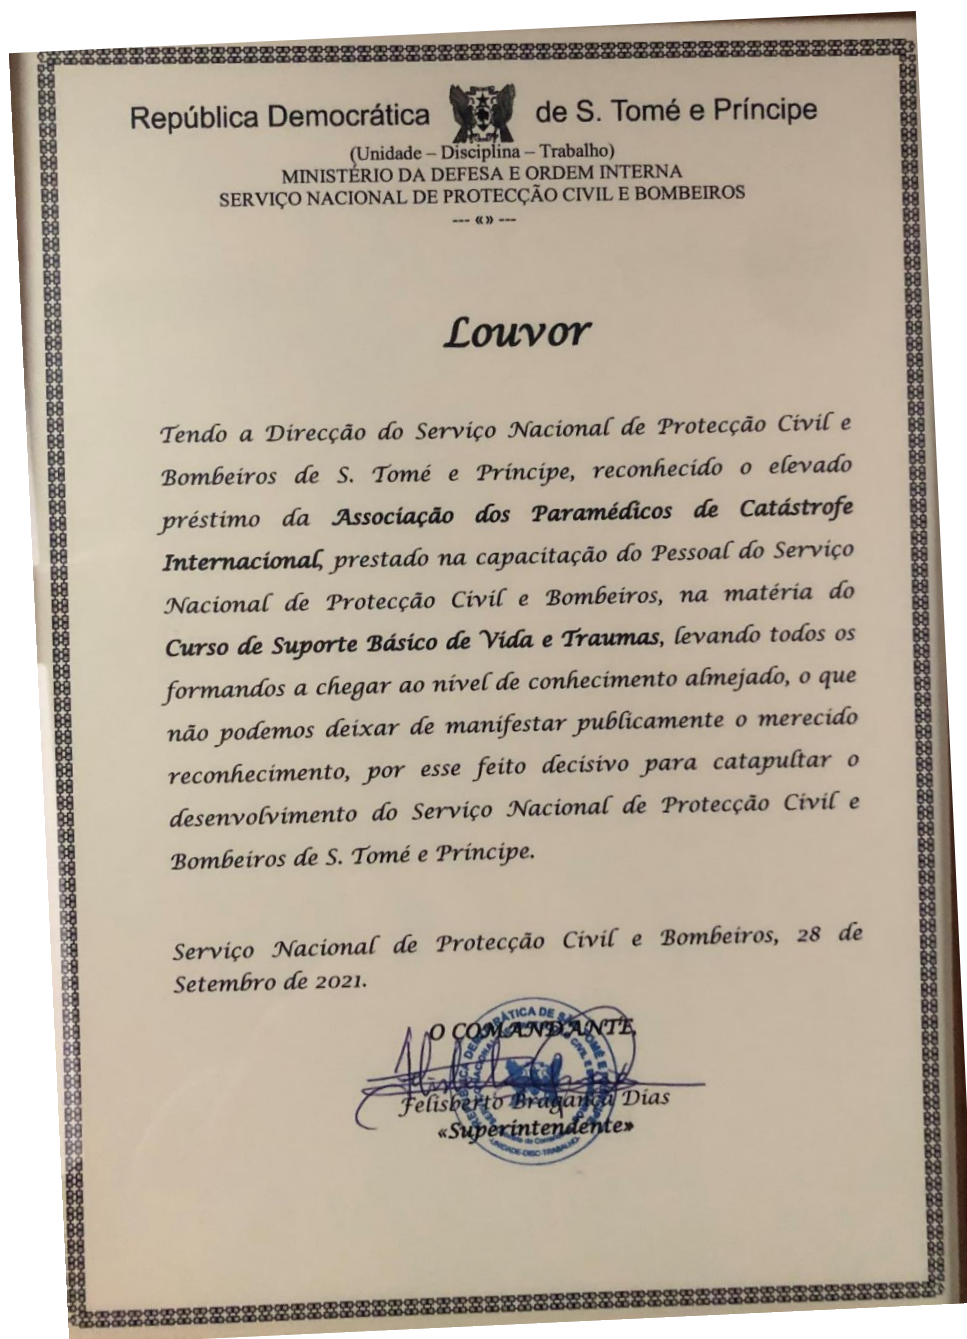 República Democrática de S. Tomé e Príncipe
(Unidade – Disciplina – Trabalho)
MINISTÉRIO DA DEFESA E ORDEM INTERNA
SERVIÇO NACIONAL DE PROTECÇÃO CIVIL E BOMBEIROS
--- «» ---
Louvor
Tendo a Direcção do Serviço Nacional de Protecção Civil e
Bombeiros de S. Tomé e Príncipe, reconhecido o elevado
préstimo da Associação dos Paramédicos de Catástrofe
Internacional, prestado na capacitação do Pessoal do Serviço
Nacional de Protecção Civil e Bombeiros, na matéria do
Curso de Suporte Básico de Vida e Traumas, levando todos os
formandos a chegar ao nível de conhecimento almejado, o que
não podemos deixar de manifestar publicamente o merecido
reconhecimento, por esse feito decisivo para catapultar o
desenvolvimento do Serviço Nacional de Protecção Civil e
Bombeiros de S. Tomé e Príncipe.
Serviço Nacional de Protecção Civil e Bombeiros, 28 de
Setembro de 2021.
O COMANDANTE
Felisberto Bragança Dias
«Superintendente»